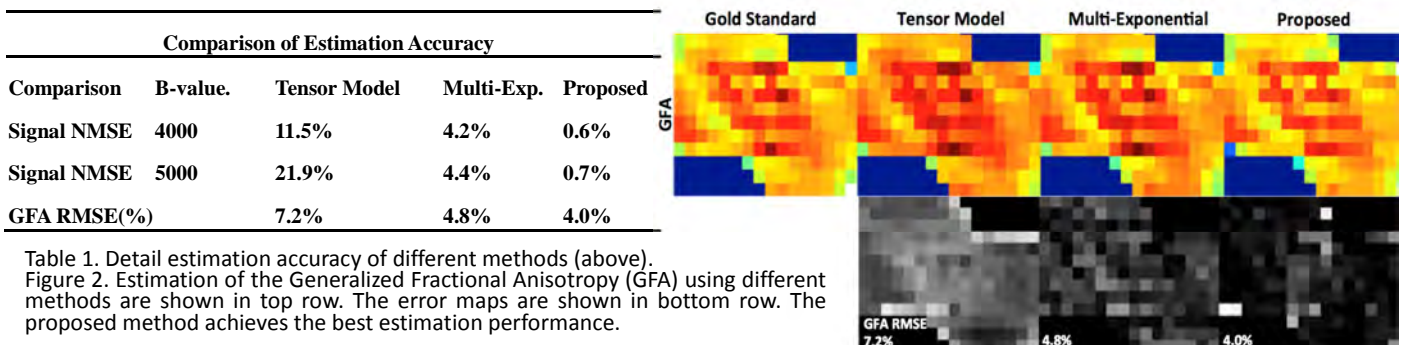 Comparison of Estimation Accuracy
Comparison B-value. Tensor Model Multi-Exp. Proposed
Signal NMSE 4000 11.5% 4.2% 0.6%
Signal NMSE 5000 21.9% 4.4% 0.7%
GFA RMSE(%) 7.2% 4.8% 4.0%
Table 1. Detail estimation accuracy of different methods (above).
Figure 2. Estimation of the Generalized Fractional Anisotropy (GFA) using different
methods are shown in top row. The error maps are shown in bottom row. The
proposed method achieves the best estimation performance.
Gold Standard Tensor Model Multi-Exponential Proposed
GFA
GFA RMSE
7.2% 4.8% 4.0%